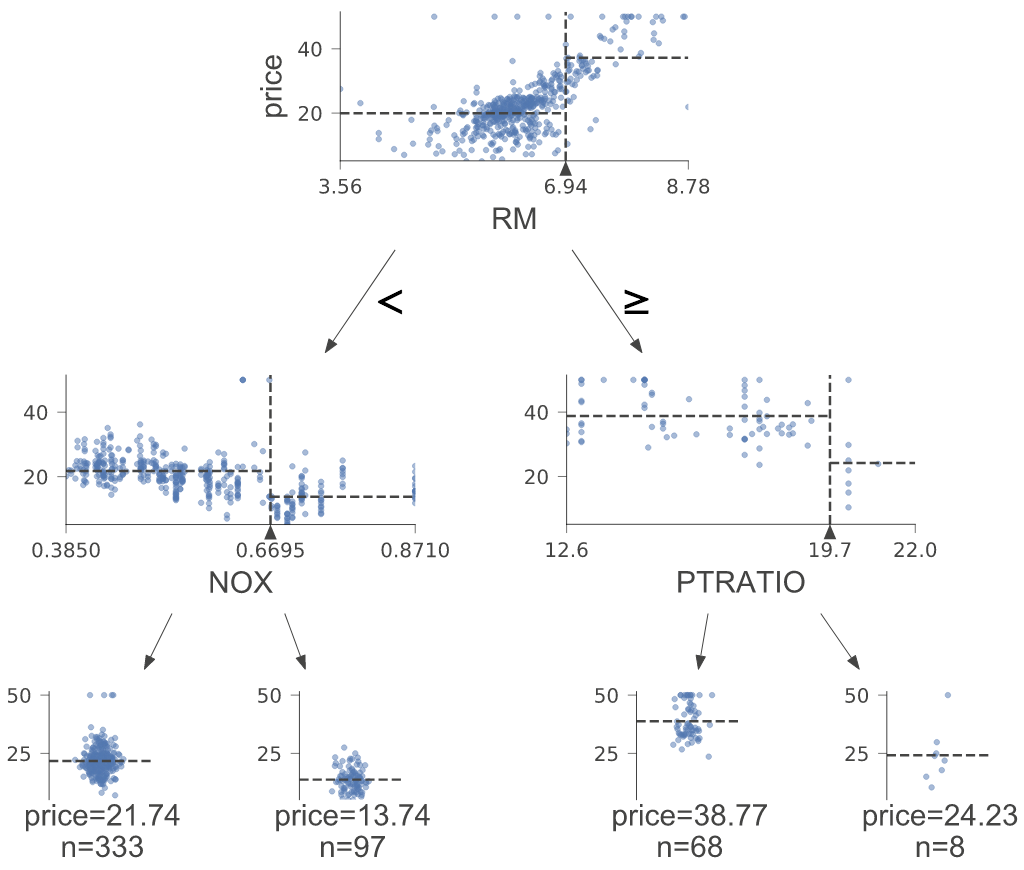 price
40
20
3.56 6.94 8.78
RM
< ≥
40
20
0.3850 0.6695 0.8710
NOX
40
20
12.6 19.7 22.0
PTRATIO
50
25
price=21.74
n=333
50
25
price=13.74
n=97
50
25
price=38.77
n=68
50
25
price=24.23
n=8